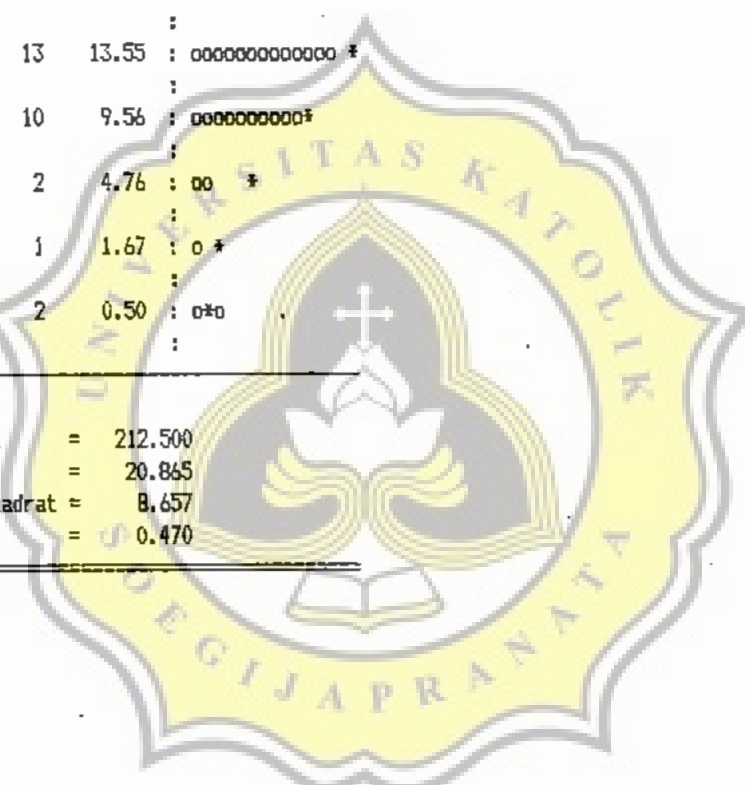 :
13 13.55 : ooooooooooooo *
:
10 9.56 : oooooooooo*
:
2 4.76 : oo *
:
1 1.67 : o *
:
2 0.50 : o*o
:
= 212.500
= 20.865
adrat = 8.657
= 0.470
UNIVERSITAS KATOLIK
SOEGIJAPRANATA